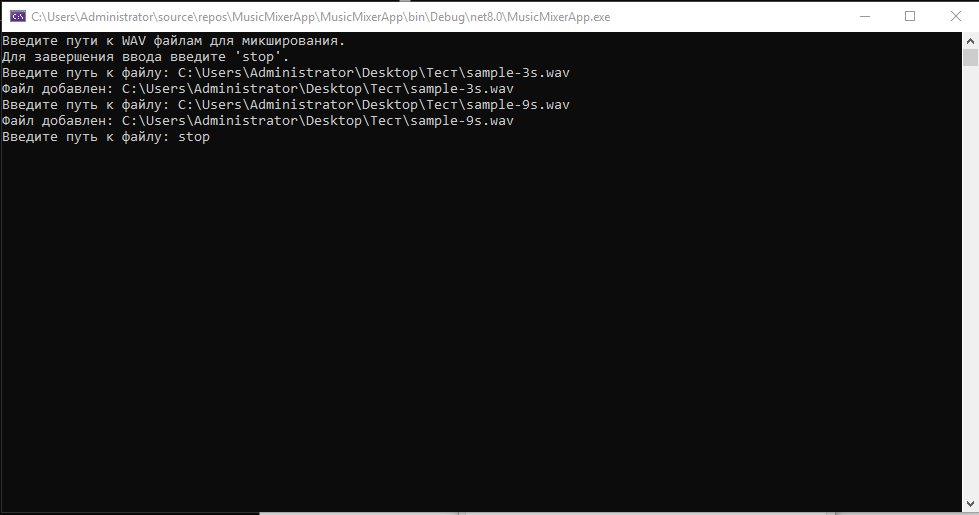 C:\Users\Administrator\source\repos\MusicMixerApp\MusicMixerApp\bin\Debug\net8.0\MusicMixerApp.exe
Введите пути к WAV файлам для микширования.
Для завершения ввода введите 'stop'.
Введите путь к файлу: C:\Users\Administrator\Desktop\Тест\sample-3s.wav
Файл добавлен: C:\Users\Administrator\Desktop\Тест\sample-3s.wav
Введите путь к файлу: C:\Users\Administrator\Desktop\Тест\sample-9s.wav
Файл добавлен: C:\Users\Administrator\Desktop\Тест\sample-9s.wav
Введите путь к файлу: stop